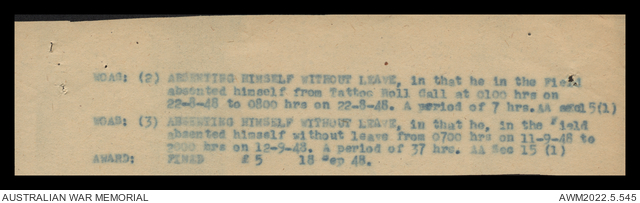 WOAS: (2) ABSENTING HIMSELF WITHOUT LEAVE, in that he in the Field
absented himself from Tattoo Roll Call at 0100 hrs on
22-8-48 to 0800 hrs on 22-8-48. A period of 7 hrs. AA sec 15(1)
WOAS: (3) ABSENTING HIMSELF WITHOUT LEAVE, in that he, in the Field
absented himself without leave from 0700 hrs on 11-9-48 to
2000 hrs on 12-9-48. A period of 37 hrs. AA Sec 15 (1)
AWARD: FINED £5 18 Sep 48.
AUSTRALIAN WAR MEMORIAL AWM2022.5.545